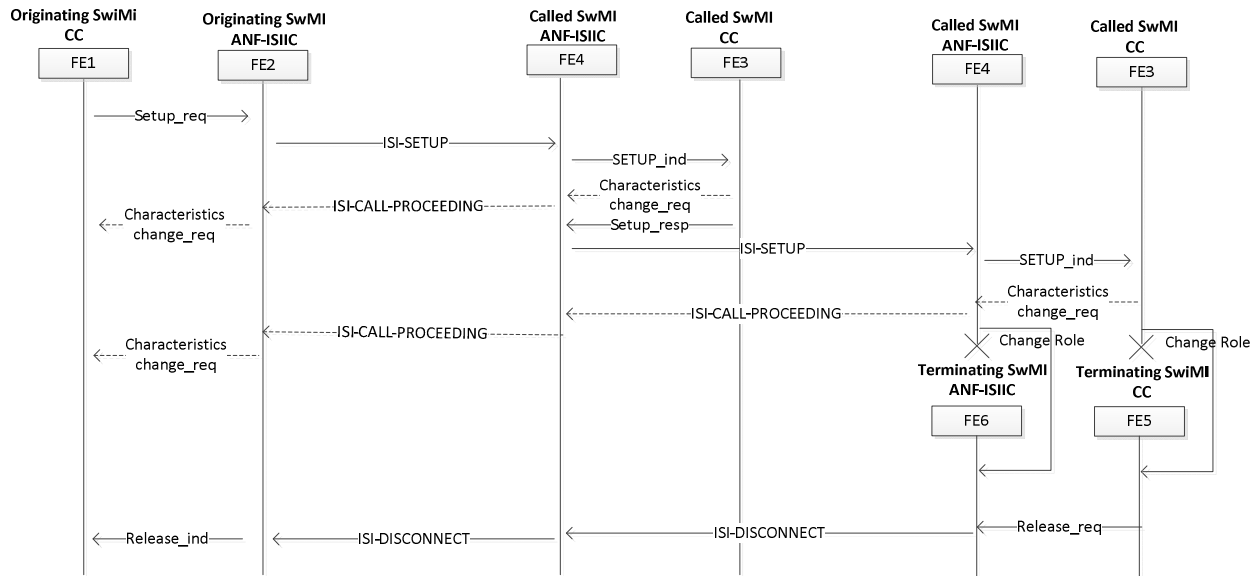 Originating SwiMi
CC
Originating SwMI
ANF-ISIIC
Called SwMI
ANF-ISIIC
Called SwMI
CC
Called SwMI
ANF-ISIIC
Called SwMI
CC
FE1
FE2
FE4
FE3
FE4
FE3
Setup_req
ISI-SETUP
SETUP_ind
Characteristics
change_req
ISI-CALL-PROCEEDING
Characteristics
change_req
Setup_resp
ISI-SETUP
SETUP_ind
Characteristics
change_req
ISI-CALL-PROCEEDING
ISI-CALL-PROCEEDING
Characteristics
change_req
Change Role
Change Role
Terminating SwMI
ANF-ISIIC
Terminating SwiMI
CC
FE6
FE5
Release_req
ISI-DISCONNECT
ISI-DISCONNECT
Release_ind